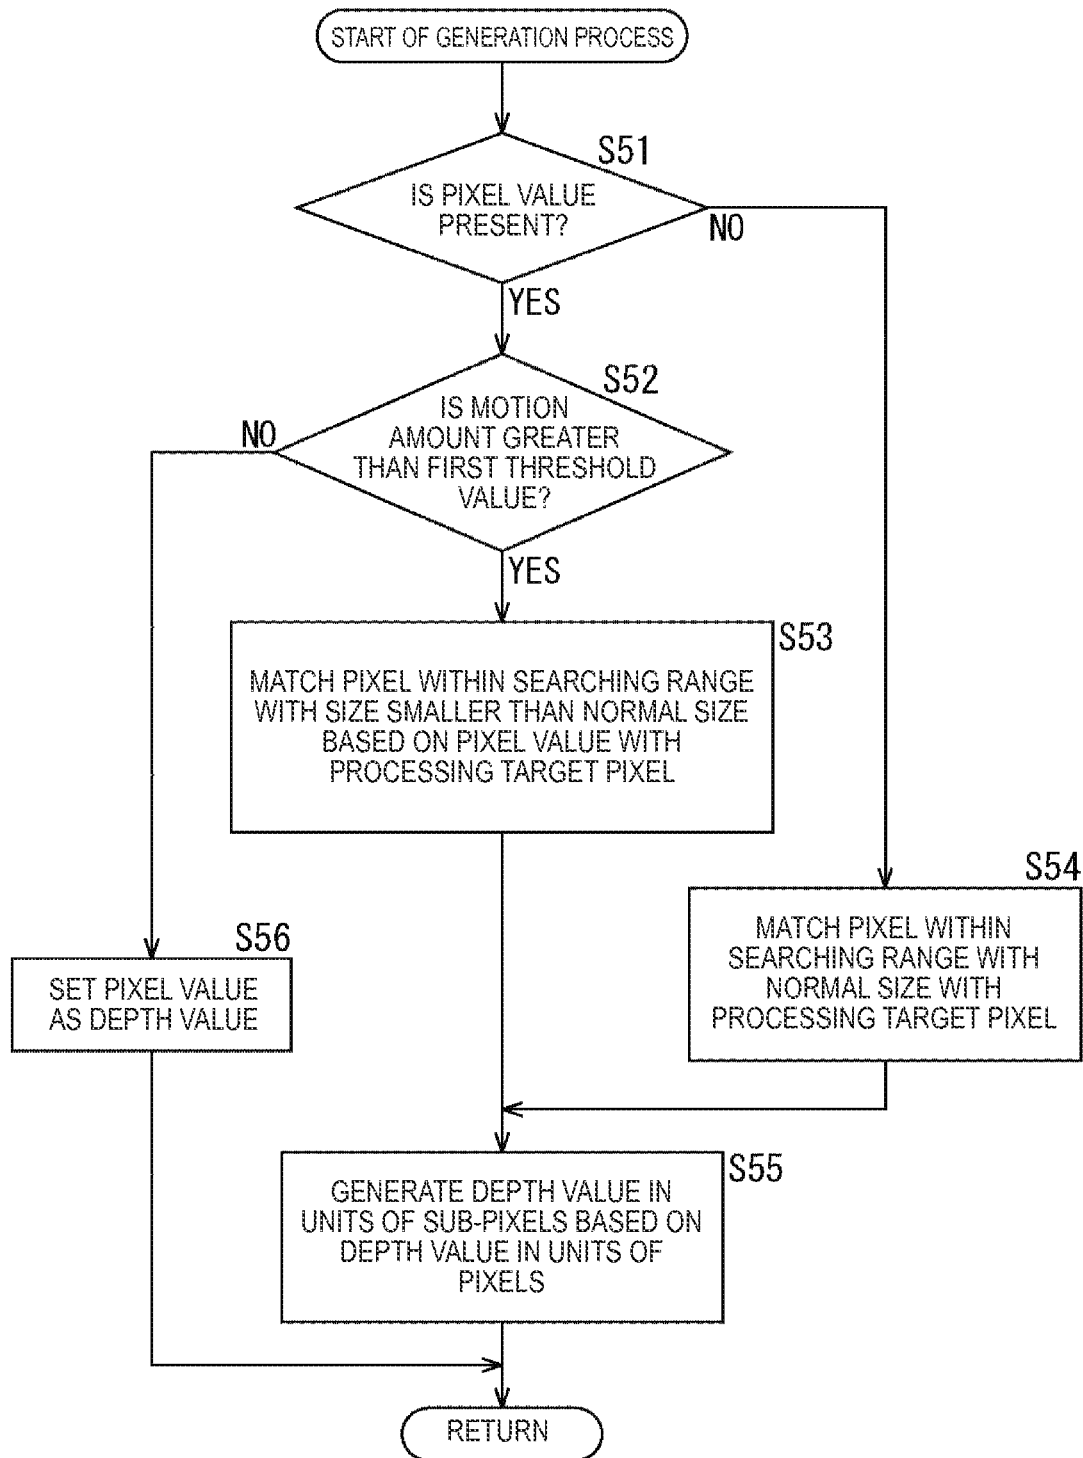 START OF GENERATION PROCESS
S51
IS PIXEL VALUE
PRESENT?
NO
YES
S52
IS MOTION
AMOUNT GREATER
THAN FIRST THRESHOLD
VALUE?
NO
YES
S53
MATCH PIXEL WITHIN SEARCHING RANGE
WITH SIZE SMALLER THAN NORMAL SIZE
BASED ON PIXEL VALUE WITH
PROCESSING TARGET PIXEL
S54
MATCH PIXEL WITHIN
SEARCHING RANGE WITH
NORMAL SIZE WITH
PROCESSING TARGET PIXEL
S56
SET PIXEL VALUE
AS DEPTH VALUE
S55
GENERATE DEPTH VALUE IN
UNITS OF SUB-PIXELS BASED ON
DEPTH VALUE IN UNITS OF
PIXELS
RETURN